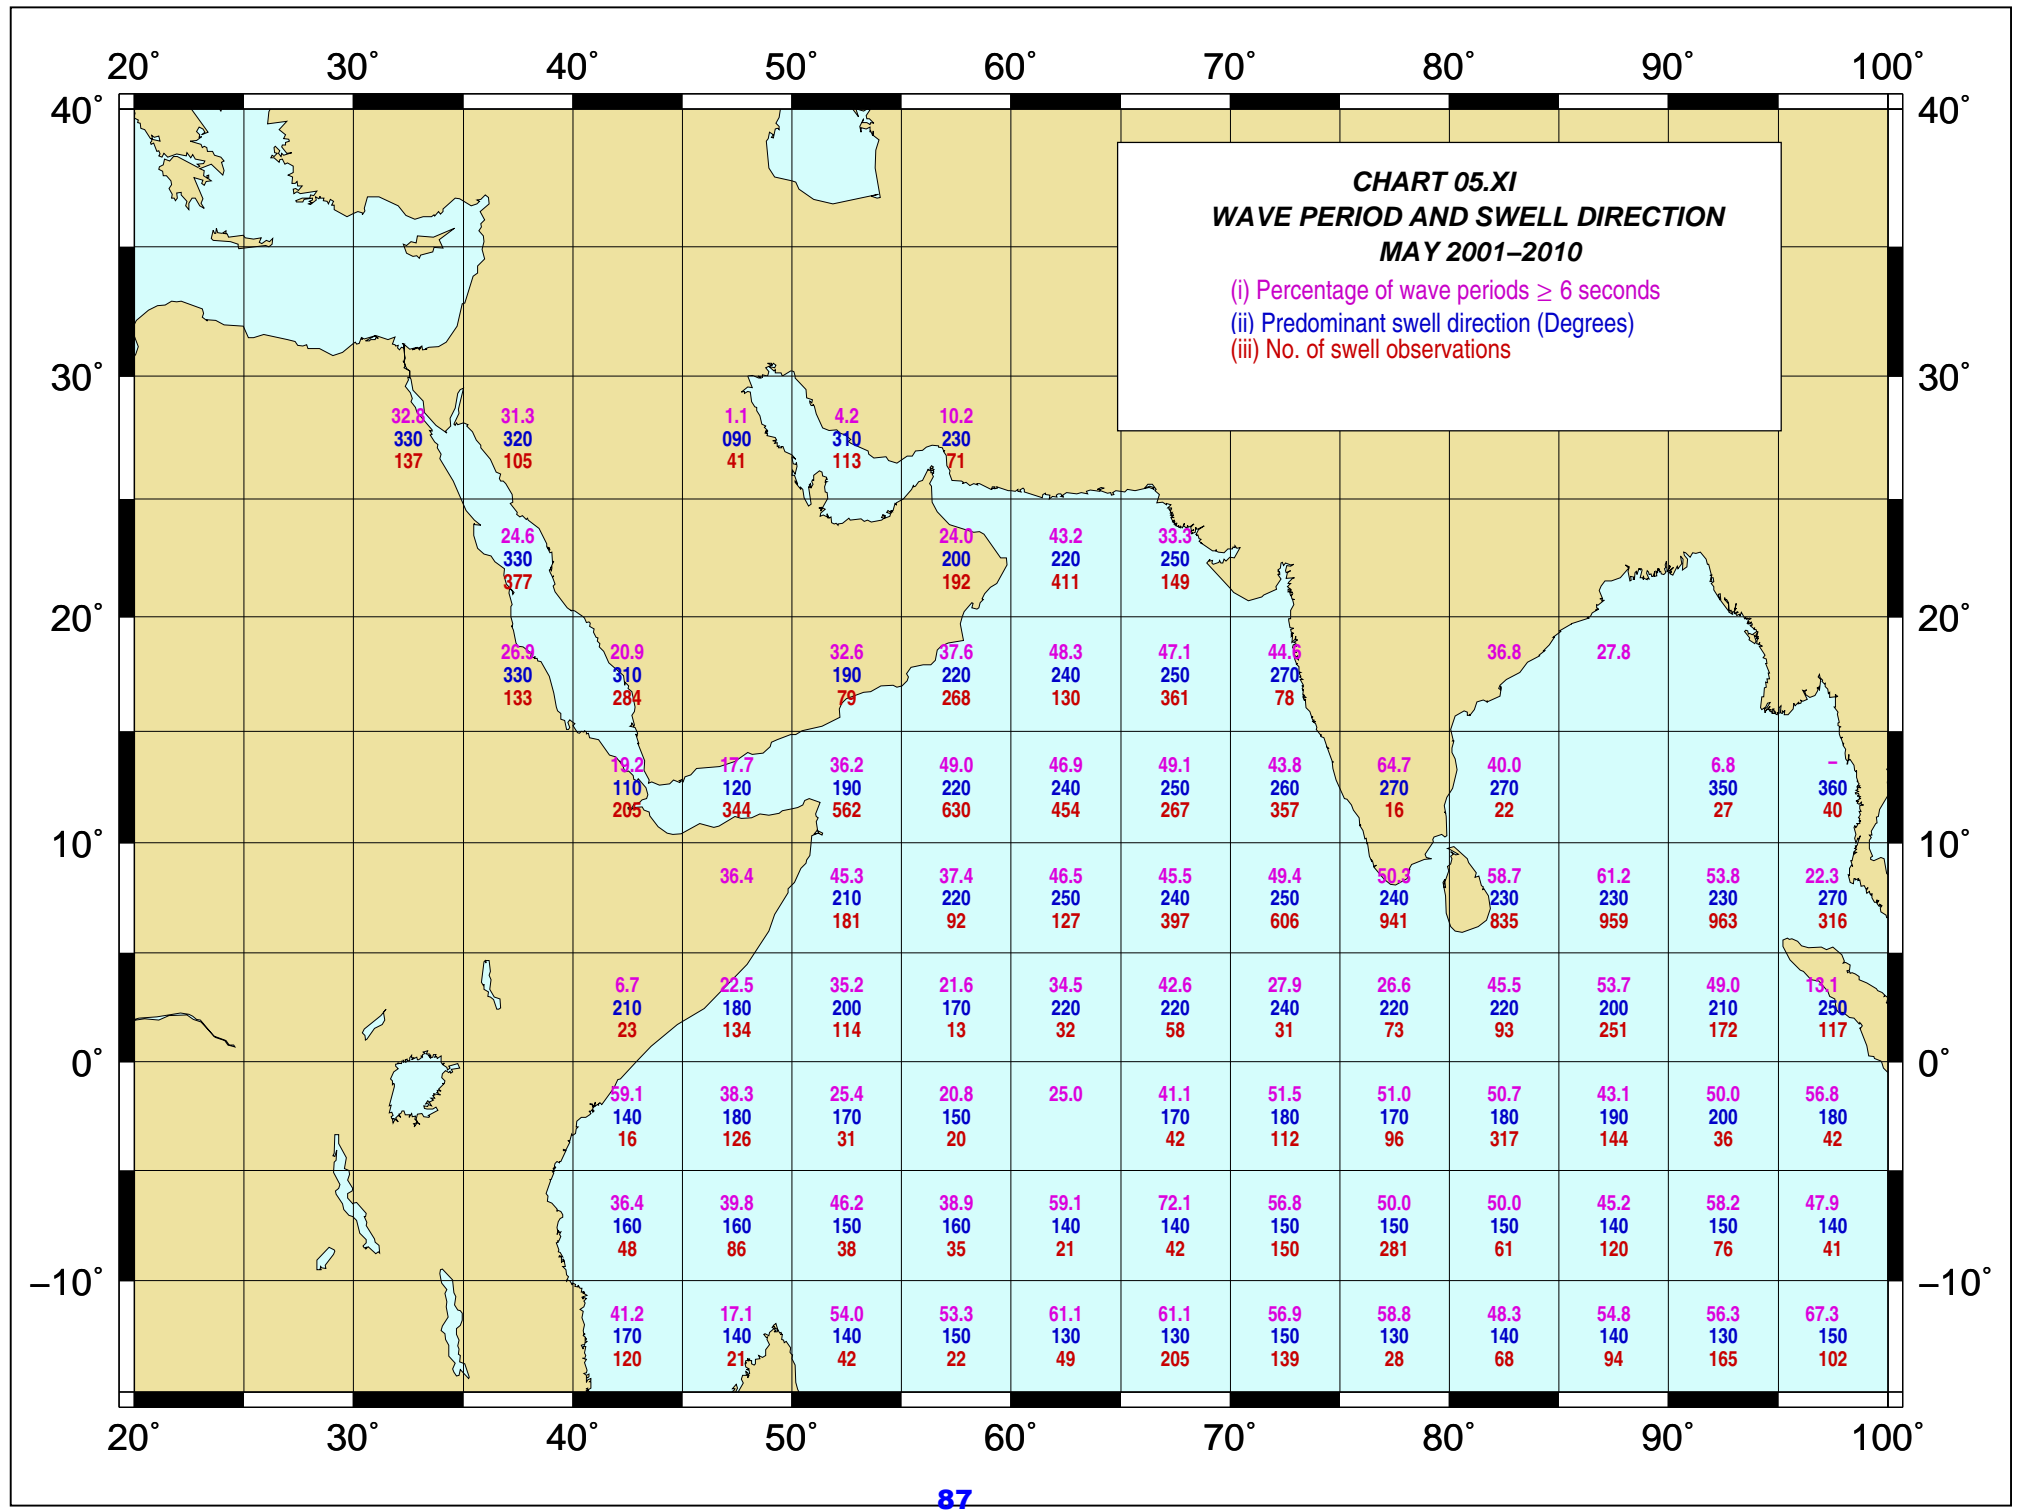 20° 30° 40° 50° 60° 70° 80° 90° 100°
40° 40°
CHART 05.XI
WAVE PERIOD AND SWELL DIRECTION
MAY 2001–2010
(i) Percentage of wave periods ≥ 6 seconds
(ii) Predominant swell direction (Degrees)
(iii) No. of swell observations
30° 30°
32.8 31.3 1.1 4.2 10.2
330 320 090 310 230
137 105 41 113 71
24.6 24.0 43.2 33.3
330 200 220 250
377 192 411 149
20° 20°
26.9 20.9 32.6 37.6 48.3 47.1 44.6 36.8 27.8
330 310 190 220 240 250 270
133 284 79 268 130 361 78
19.2 17.7 36.2 49.0 46.9 49.1 43.8 64.7 40.0 6.8 –
110 120 190 220 240 250 260 270 270 350 360
205 344 562 630 454 267 357 16 22 27 40
10° 10°
36.4 45.3 37.4 46.5 45.5 49.4 50.3 58.7 61.2 53.8 22.3
210 220 250 240 250 240 230 230 230 270
181 92 127 397 606 941 835 959 963 316
6.7 22.5 35.2 21.6 34.5 42.6 27.9 26.6 45.5 53.7 49.0 13.1
210 180 200 170 220 220 240 220 220 200 210 250
23 134 114 13 32 58 31 73 93 251 172 117
0° 0°
59.1 38.3 25.4 20.8 25.0 41.1 51.5 51.0 50.7 43.1 50.0 56.8
140 180 170 150 170 180 170 180 190 200 180
16 126 31 20 42 112 96 317 144 36 42
36.4 39.8 46.2 38.9 59.1 72.1 56.8 50.0 50.0 45.2 58.2 47.9
160 160 150 160 140 140 150 150 150 140 150 140
48 86 38 35 21 42 150 281 61 120 76 41
–10° –10°
41.2 17.1 54.0 53.3 61.1 61.1 56.9 58.8 48.3 54.8 56.3 67.3
170 140 140 150 130 130 150 130 140 140 130 150
120 21 42 22 49 205 139 28 68 94 165 102
20° 30° 40° 50° 60° 70° 80° 90° 100°
87